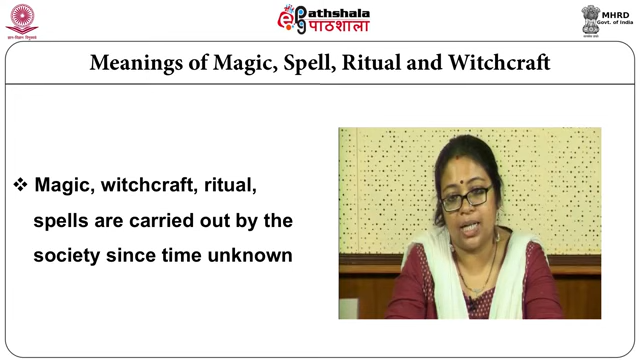 ePathshala
पाठशाला
MHRD
Govt. of India
Meanings of Magic, Spell, Ritual and Witchcraft
Magic, witchcraft, ritual,
spells are carried out by the
society since time unknown